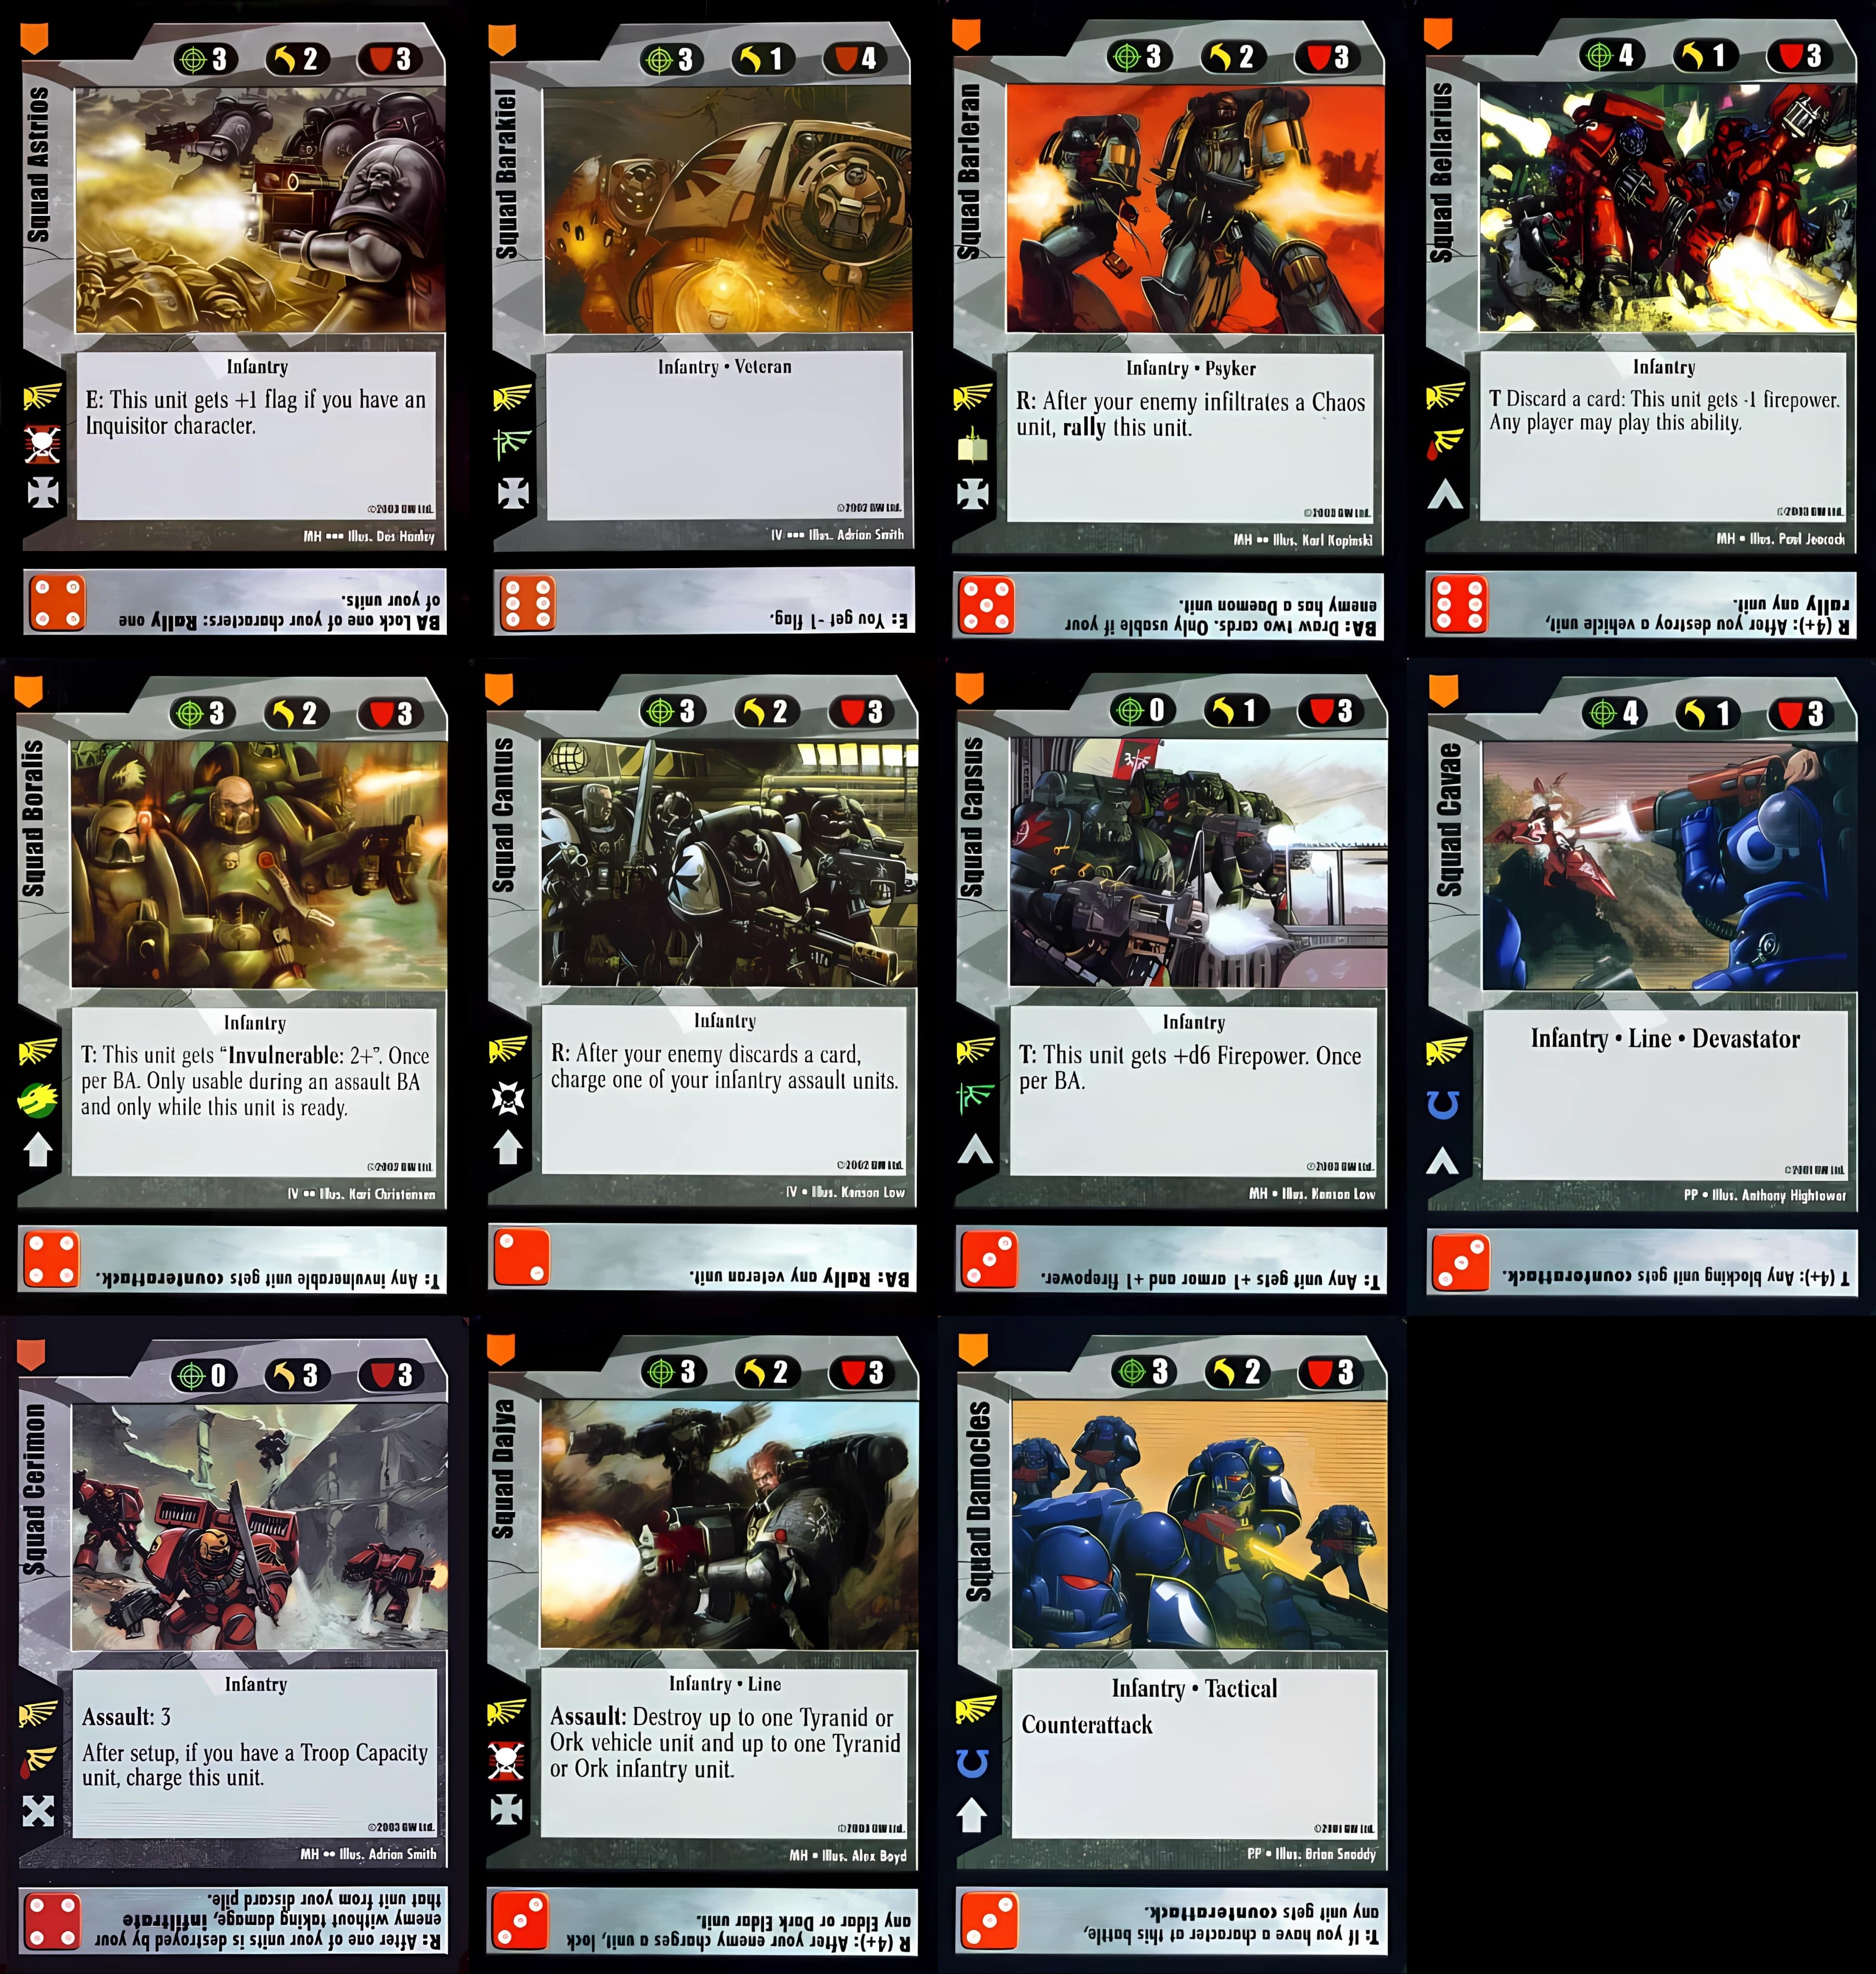 Squad Astrios
3 2 3
Infantry
E: This unit gets +1 flag if you have an
Inquisitor character.
©2003 GW Ltd.
MH ••• Illus. Des Hanley
BA Lock one of your characters: Rally one
of your units.
Squad Barakiel
3 1 4
Infantry • Veteran
©2002 GW Ltd.
IV ••• Illus. Adrian Smith
E: You get -1 flag.
Squad Barleran
3 2 3
Infantry • Psyker
R: After your enemy infiltrates a Chaos
unit, rally this unit.
©2003 GW Ltd.
MH •• Illus. Karl Kopinski
BA: Draw two cards. Only usable if your
enemy has a Daemon unit.
Squad Bellarius
4 1 3
Infantry
T Discard a card: This unit gets -1 firepower.
Any player may play this ability.
©2003 GW Ltd.
MH • Illus. Paul Jeacock
R (4+): After you destroy a vehicle unit,
rally any unit.
Squad Boralis
3 2 3
Infantry
T: This unit gets “Invulnerable: 2+”. Once
per BA. Only usable during an assault BA
and only while this unit is ready.
©2002 GW Ltd.
IV •• Illus. Kari Christensen
T: Any invulnerable unit gets counterattack.
Squad Cantus
3 2 3
Infantry
R: After your enemy discards a card,
charge one of your infantry assault units.
©2002 GW Ltd.
IV • Illus. Kenson Low
BA: Rally any veteran unit.
Squad Capsus
0 1 3
Infantry
T: This unit gets +d6 Firepower. Once
per BA.
©2003 GW Ltd.
MH • Illus. Kenson Low
T: Any unit gets +1 armor and +1 firepower.
Squad Cavae
4 1 3
Infantry • Line • Devastator
©2001 GW Ltd.
PP • Illus. Anthony Hightower
T (4+): Any blocking unit gets counterattack.
Squad Cerimon
0 3 3
Infantry
Assault: 3
After setup, if you have a Troop Capacity
unit, charge this unit.
©2003 GW Ltd.
MH •• Illus. Adrian Smith
R: After one of your units is destroyed by your
enemy without taking damage, infiltrate
that unit from your discard pile.
Squad Dajya
3 2 3
Infantry • Line
Assault: Destroy up to one Tyranid or
Ork vehicle unit and up to one Tyranid
or Ork infantry unit.
©2003 GW Ltd.
MH • Illus. Alex Boyd
R (4+): After your enemy charges a unit, lock
any Eldar or Dark Eldar unit.
Squad Damocles
3 2 3
Infantry • Tactical
Counterattack
©2001 GW Ltd.
PP • Illus. Brian Snoddy
T: If you have a character at this battle,
any unit gets counterattack.